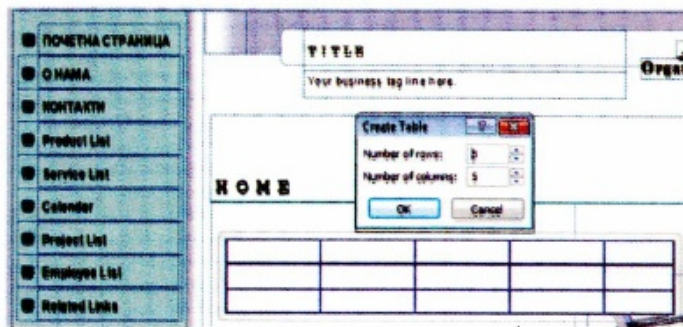 ПОЧЕТНА СТРАНИЦА
О НАМА
КОНТАКТИ
Product List
Service List
Calendar
Project List
Employee List
Related Links
TITLE
Your business tag line here.
HOME
Create Table
Number of rows:
Number of columns: 5
OK
Cancel